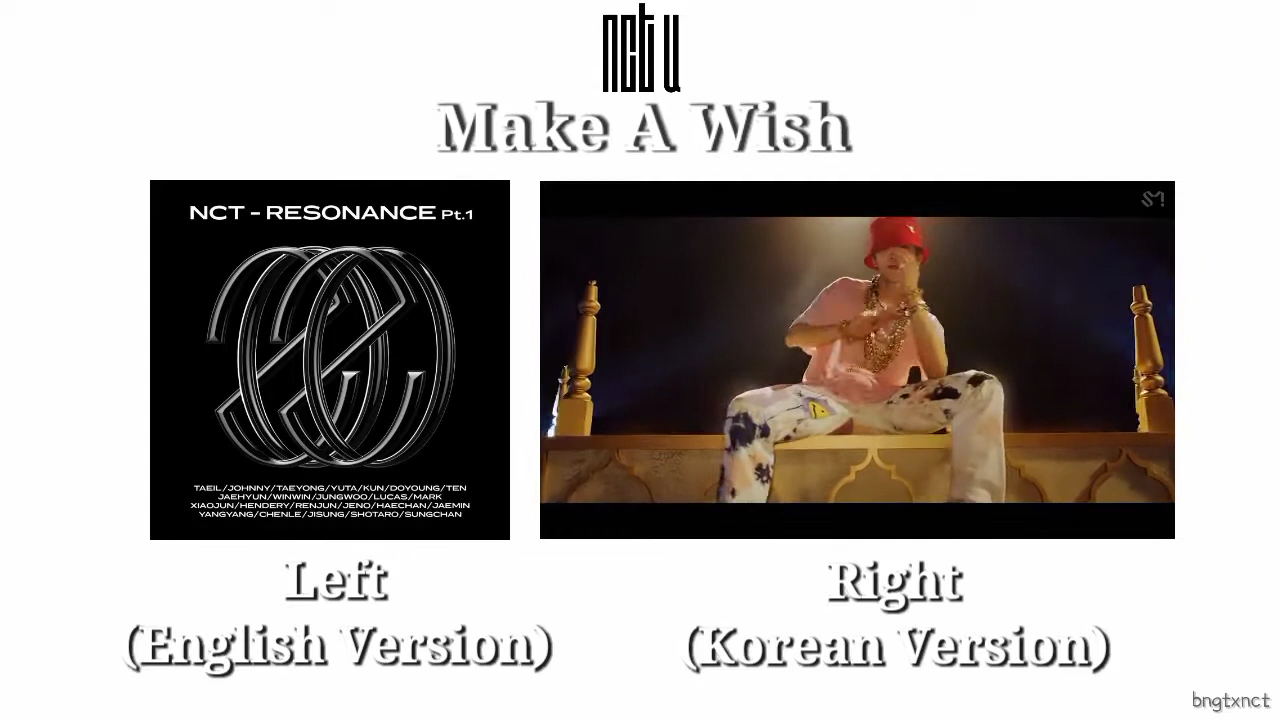 nct u
Make A Wish
NCT - RESONANCE Pt.1
TAEIL/JOHNNY/TAEYONG/YUTA/KUN/DOYOUNG/TEN
JAEHYUN/WINWIN/JUNGWOO/LUCAS/MARK
XIAOJUN/HENDERY/RENJUN/JENO/HAECHAN/JAEMIN
YANGYANG/CHENLE/JISUNG/SHOTARO/SUNGCHAN
SM!
Left
(English Version)
Right
(Korean Version)
bngtxnct